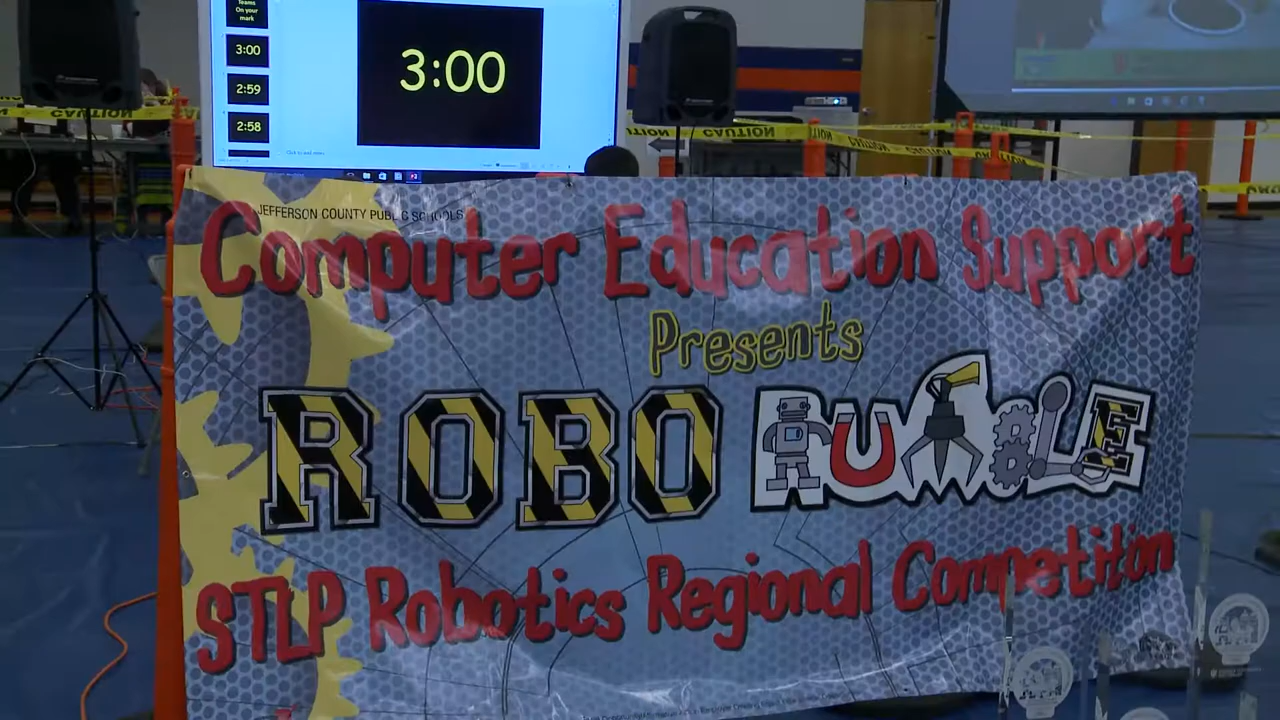 Teams
On your
mark
3:00
2:59
2:58
3:00
CAUTION
CAUTION
CAUTION
JEFFERSON COUNTY PUBLIC SCHOOLS
Computer Education Support
Presents
ROBO RUMBLE
STLP Robotics Regional Competition